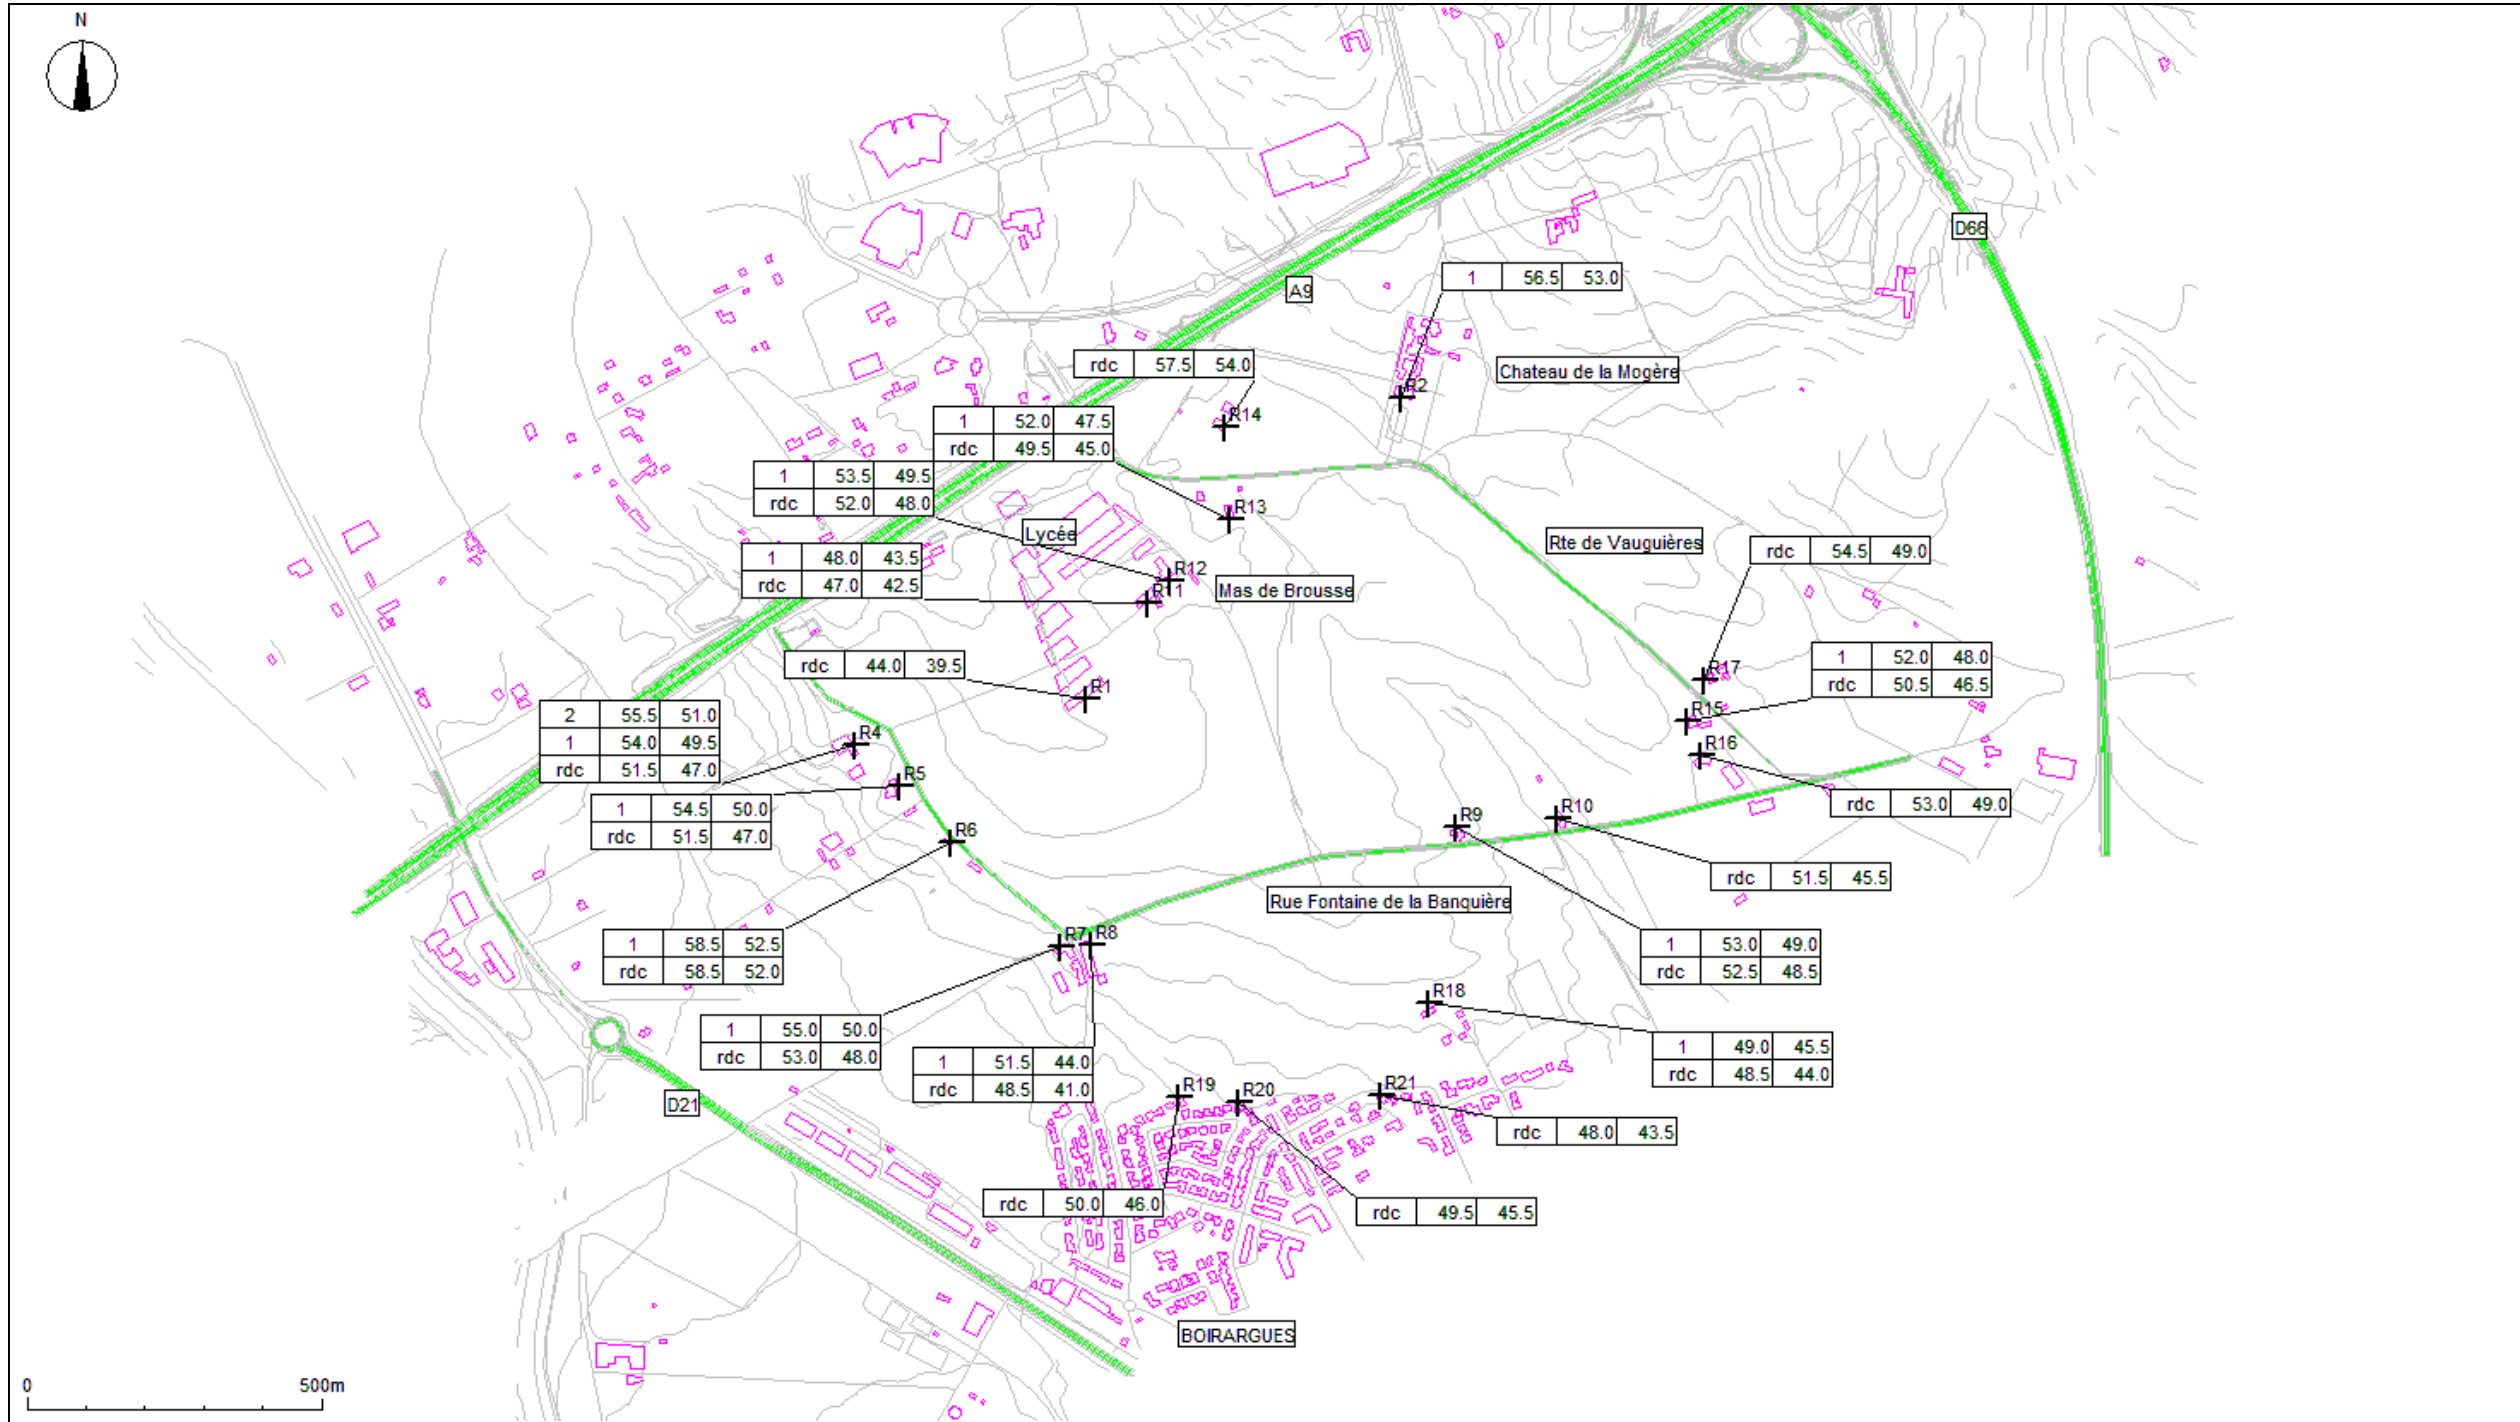 N
D66
A9
1 56.5 53.0
rdc 57.5 54.0
Chateau de la Mogère
R2
R14
1 52.0 47.5
rdc 49.5 45.0
1 53.5 49.5
rdc 52.0 48.0
R13
Lycée
Rte de Vauguières
rdc 54.5 49.0
1 48.0 43.5
rdc 47.0 42.5
R12
R11
Mas de Brousse
rdc 44.0 39.5
R1
R17
1 52.0 48.0
rdc 50.5 46.5
2 55.5 51.0
1 54.0 49.5
rdc 51.5 47.0
R4
R15
R16
R5
1 54.5 50.0
rdc 51.5 47.0
rdc 53.0 49.0
R6
R9
R10
rdc 51.5 45.5
Rue Fontaine de la Banquière
1 58.5 52.5
rdc 58.5 52.0
R7
R8
1 53.0 49.0
rdc 52.5 48.5
R18
1 55.0 50.0
rdc 53.0 48.0
1 51.5 44.0
rdc 48.5 41.0
1 49.0 45.5
rdc 48.5 44.0
D21
R19
R20
R21
rdc 48.0 43.5
rdc 50.0 46.0
rdc 49.5 45.5
BOIRARGUES
0 500m